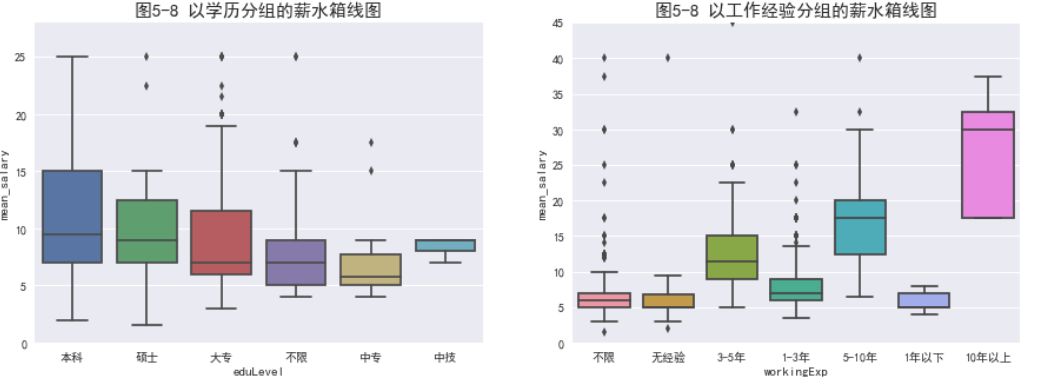 图5-8 以学历分组的薪水箱线图
25
20
15
10
5
0
mean_salary
本科 硕士 大专 不限 中专 中技
eduLevel
图5-8 以工作经验分组的薪水箱线图
45
40
35
30
25
20
15
10
5
0
mean_salary
不限 无经验 3-5年 1-3年 5-10年 1年以下 10年以上
workingExp